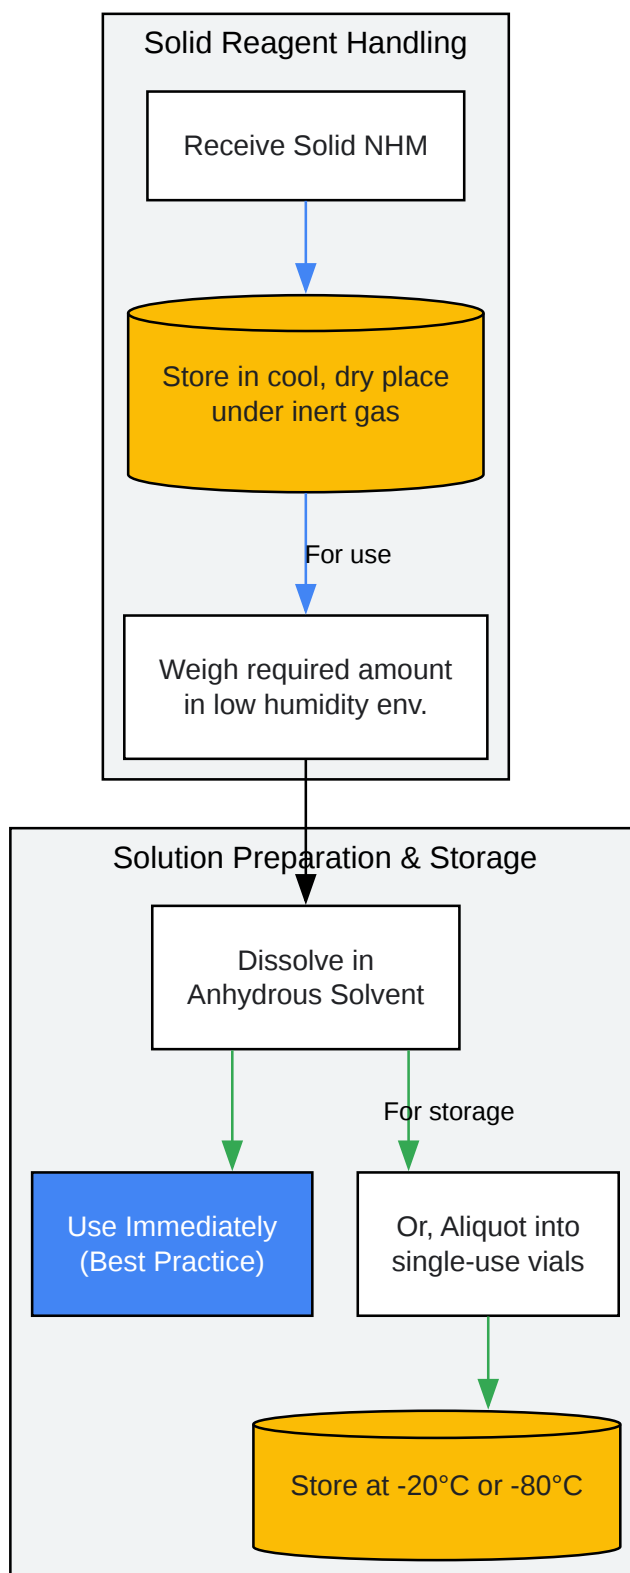 Solid Reagent Handling
Receive Solid NHM
Store in cool, dry place
under inert gas
For use
Weigh required amount
in low humidity env.
Solution Preparation & Storage
Dissolve in
Anhydrous Solvent
For storage
Use Immediately
(Best Practice)
Or, Aliquot into
single-use vials
Store at -20°C or -80°C